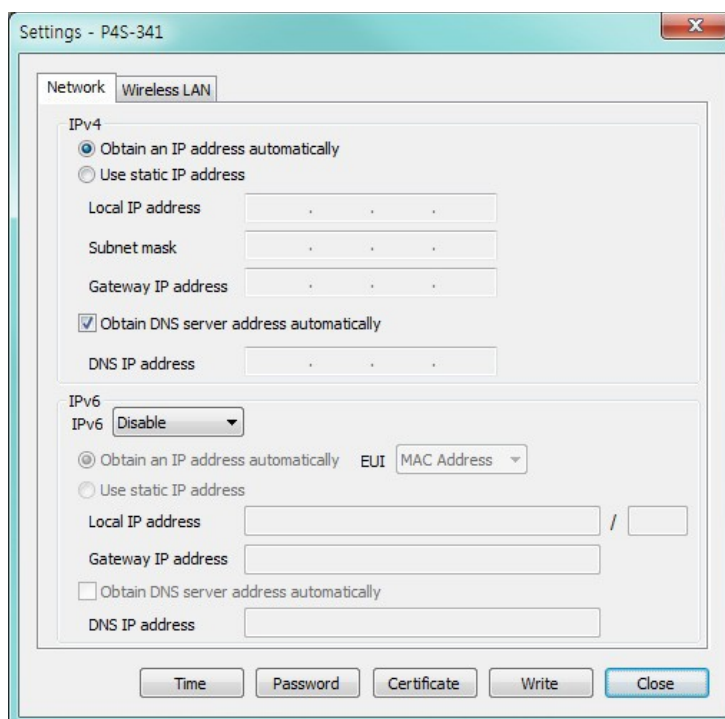 Settings - P4S-341
Network Wireless LAN
IPv4
Obtain an IP address automatically
Use static IP address
Local IP address . . .
Subnet mask . . .
Gateway IP address . . .
Obtain DNS server address automatically
DNS IP address . . .
IPv6
IPv6 Disable
Obtain an IP address automatically EUI MAC Address
Use static IP address
Local IP address /
Gateway IP address
Obtain DNS server address automatically
DNS IP address
Time Password Certificate Write Close